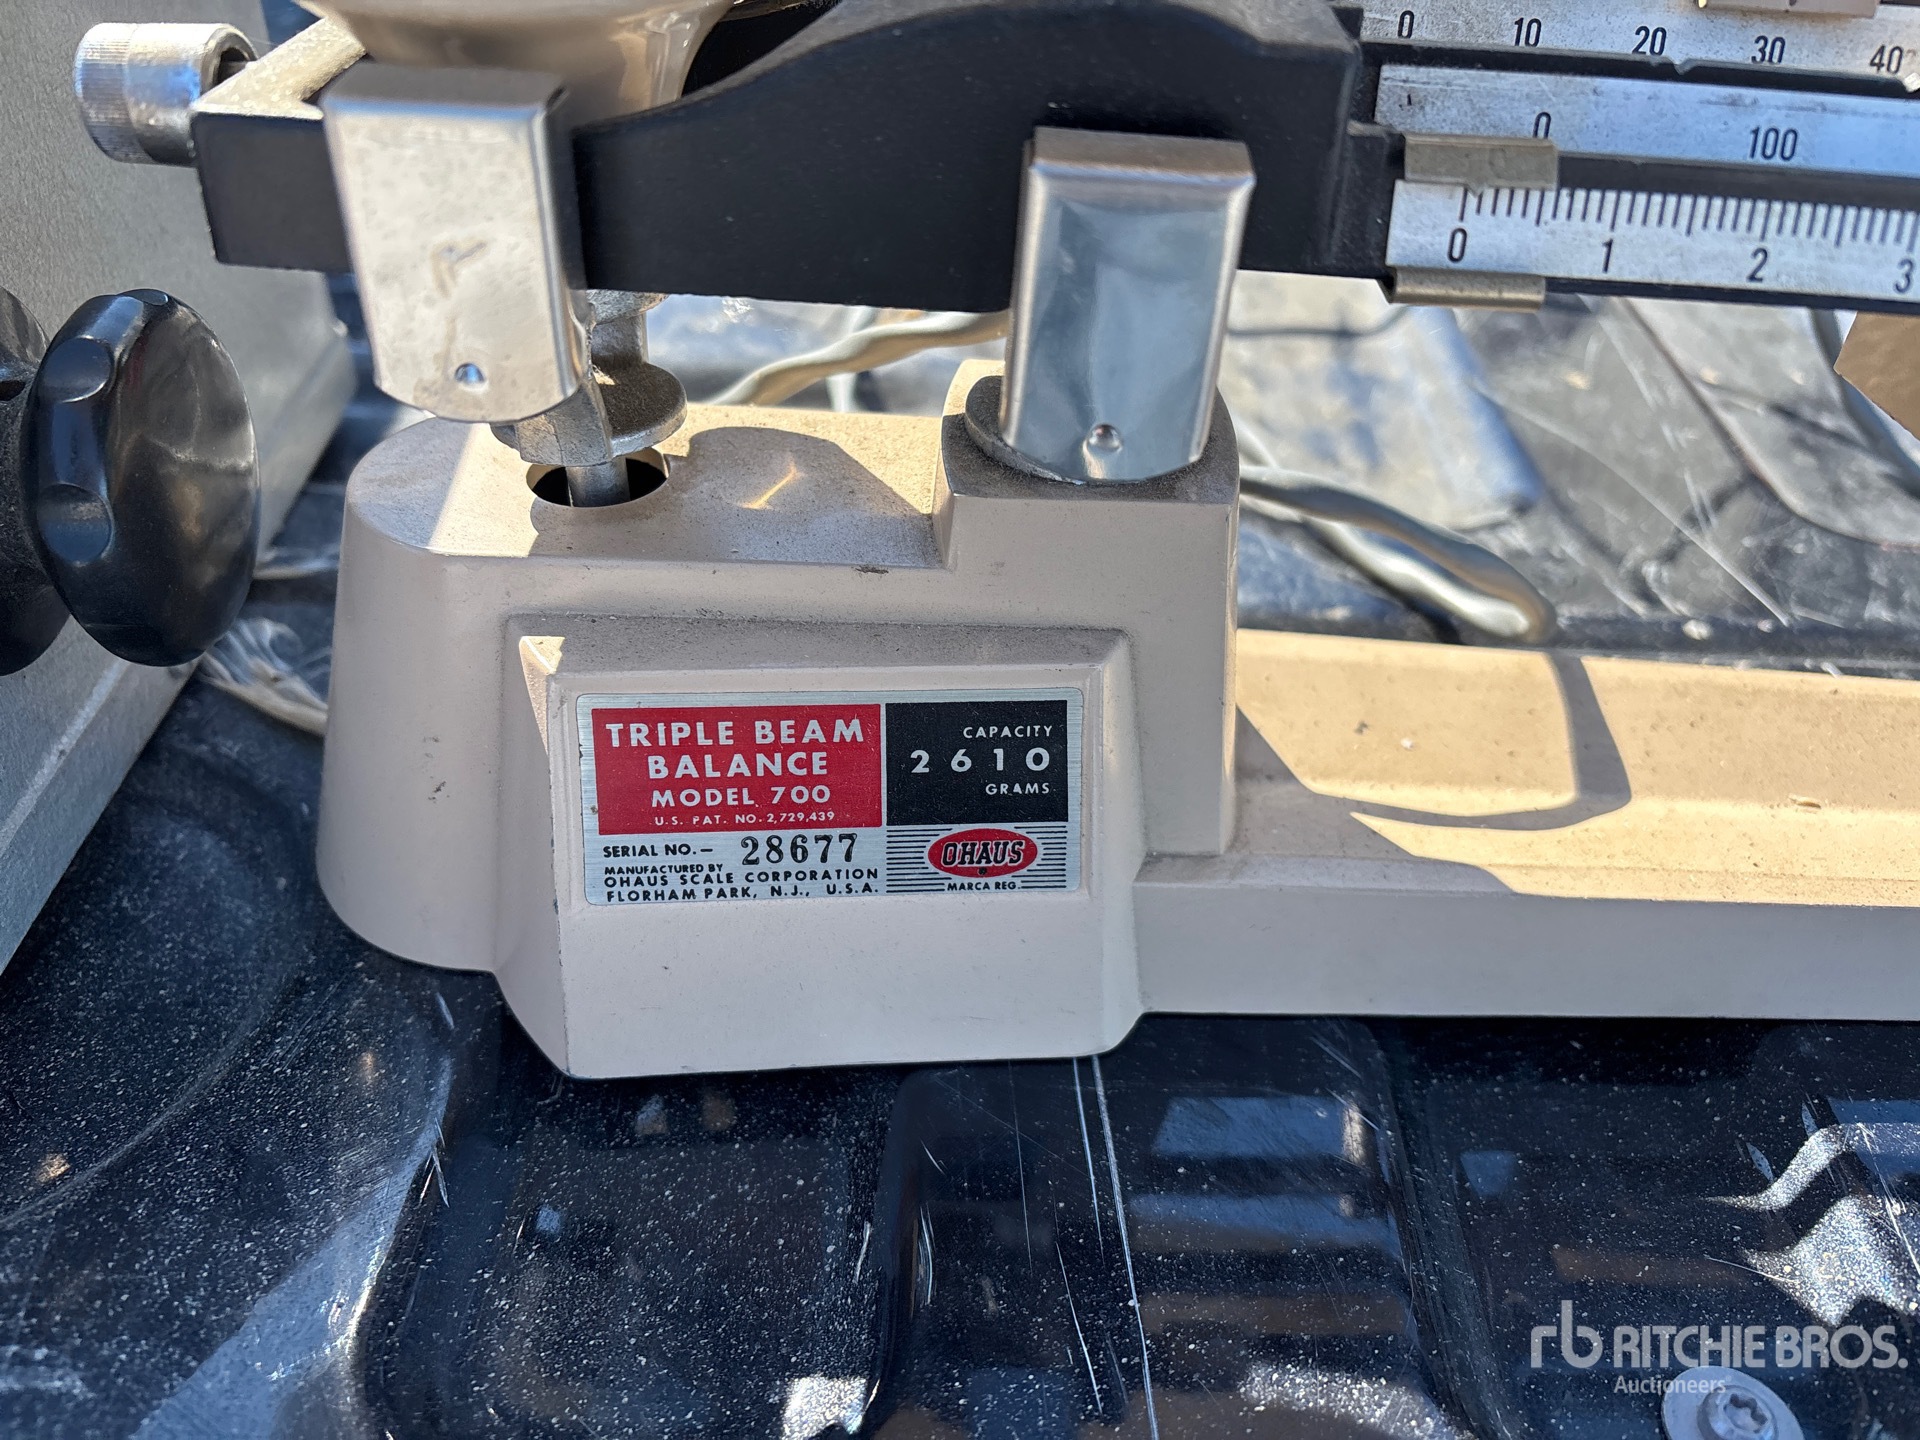 0 10 20 30 40
0 100
0 1 2 3
TRIPLE BEAM
BALANCE
MODEL 700
U.S. PAT. NO. 2,729,439
CAPACITY
2610
GRAMS
SERIAL NO.- 28677
MANUFACTURED BY
OHAUS SCALE CORPORATION
FLORHAM PARK, N.J., U.S.A.
OHAUS
MARCA REG.
rb RITCHIE BROS.
Auctioneers